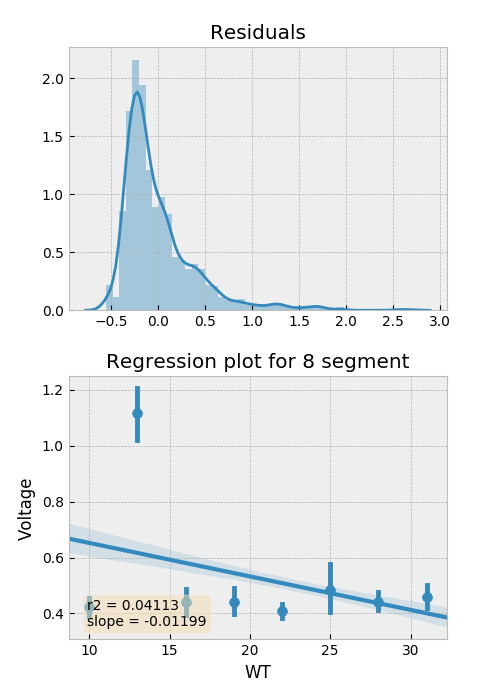 Residuals
2.0
1.5
1.0
0.5
0.0
−0.5 0.0 0.5 1.0 1.5 2.0 2.5 3.0
Regression plot for 8 segment
1.2
1.0
0.8
0.6
0.4
Voltage
r2 = 0.04113
slope = -0.01199
10 15 20 25 30
WT